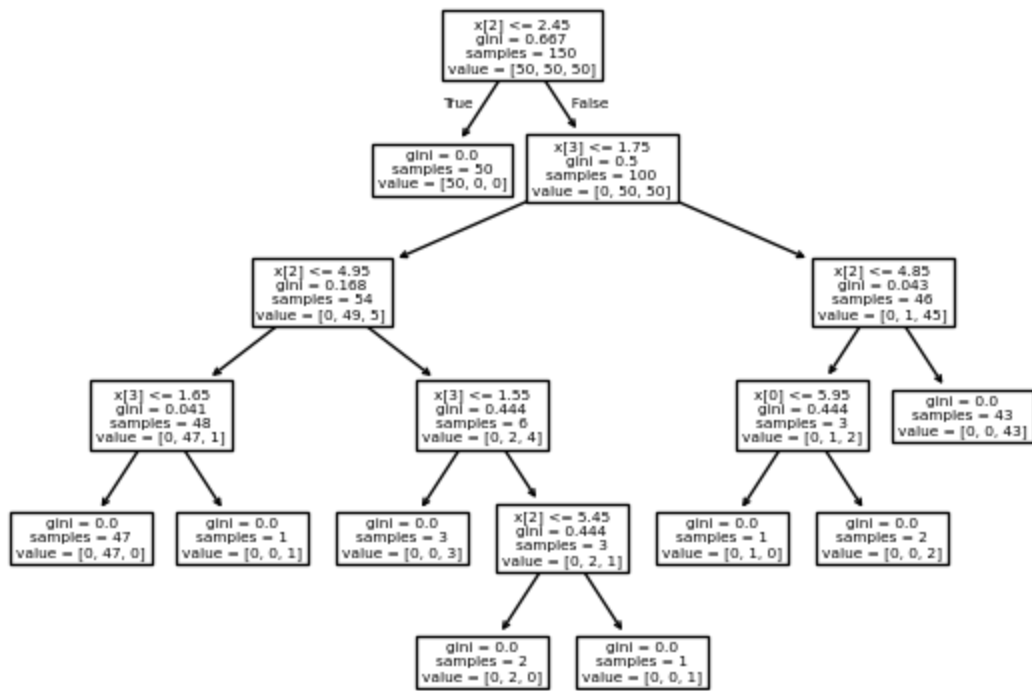 x[2] <= 2.45
gini = 0.667
samples = 150
value = [50, 50, 50]
True
False
gini = 0.0
samples = 50
value = [50, 0, 0]
x[3] <= 1.75
gini = 0.5
samples = 100
value = [0, 50, 50]
x[2] <= 4.95
gini = 0.168
samples = 54
value = [0, 49, 5]
x[2] <= 4.85
gini = 0.043
samples = 46
value = [0, 1, 45]
x[3] <= 1.65
gini = 0.041
samples = 48
value = [0, 47, 1]
x[3] <= 1.55
gini = 0.444
samples = 6
value = [0, 2, 4]
x[0] <= 5.95
gini = 0.444
samples = 3
value = [0, 1, 2]
gini = 0.0
samples = 43
value = [0, 0, 43]
gini = 0.0
samples = 47
value = [0, 47, 0]
gini = 0.0
samples = 1
value = [0, 0, 1]
gini = 0.0
samples = 3
value = [0, 0, 3]
x[2] <= 5.45
gini = 0.444
samples = 3
value = [0, 2, 1]
gini = 0.0
samples = 1
value = [0, 1, 0]
gini = 0.0
samples = 2
value = [0, 0, 2]
gini = 0.0
samples = 2
value = [0, 2, 0]
gini = 0.0
samples = 1
value = [0, 0, 1]